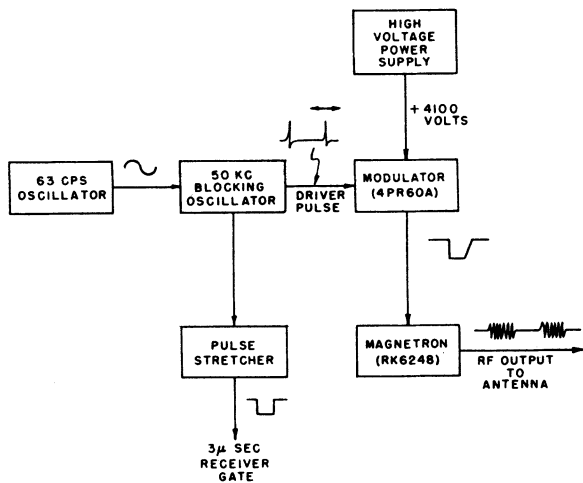 HIGH
VOLTAGE
POWER
SUPPLY
+ 4100
VOLTS
63 CPS
OSCILLATOR
50 KC
BLOCKING
OSCILLATOR
DRIVER
PULSE
MODULATOR
(4PR60A)
PULSE
STRETCHER
MAGNETRON
(RK6248)
RF OUTPUT
TO
ANTENNA
3μ SEC
RECEIVER
GATE